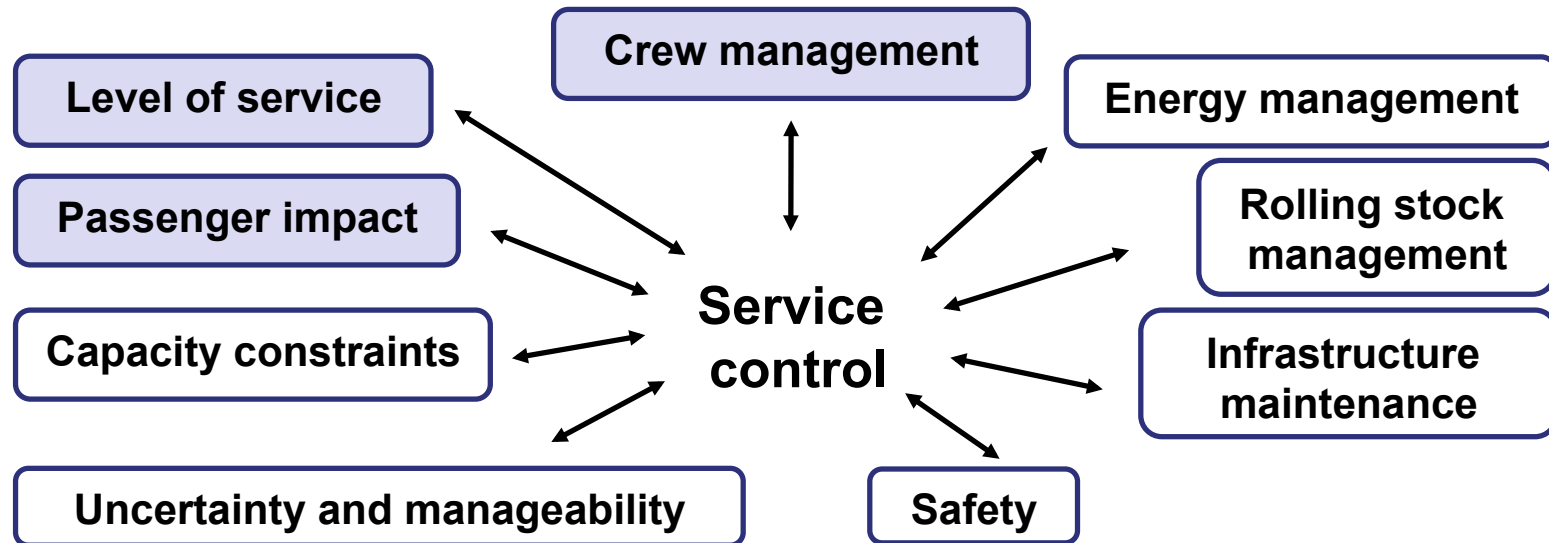 Crew management
Level of service
Energy management
Passenger impact
Rolling stock
management
Service
control
Capacity constraints
Infrastructure
maintenance
Uncertainty and manageability
Safety